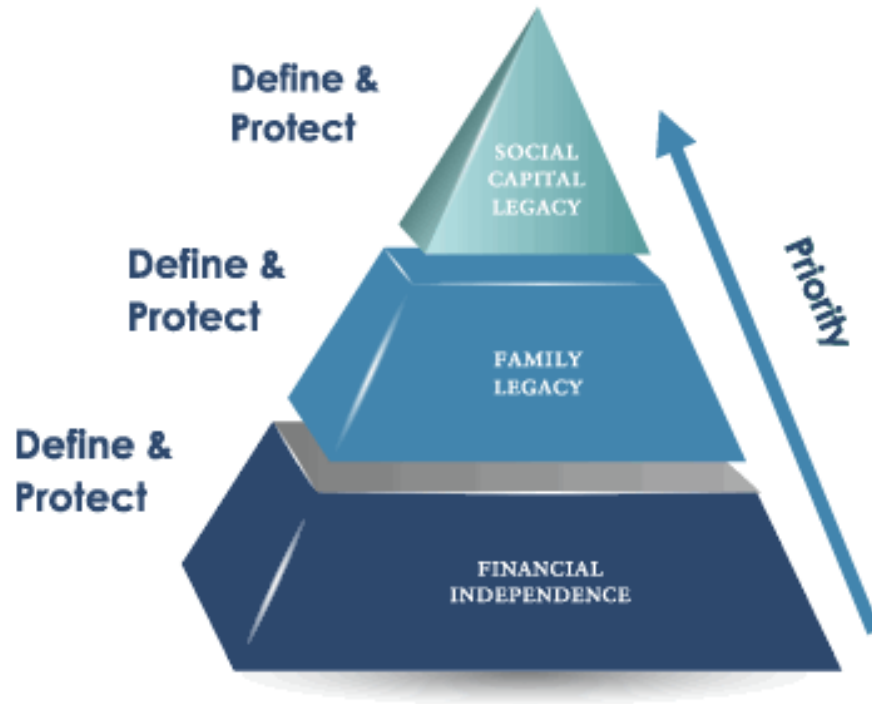 Define &
Protect
SOCIAL
CAPITAL
LEGACY
Priority
Define &
Protect
FAMILY
LEGACY
Define &
Protect
FINANCIAL
INDEPENDENCE